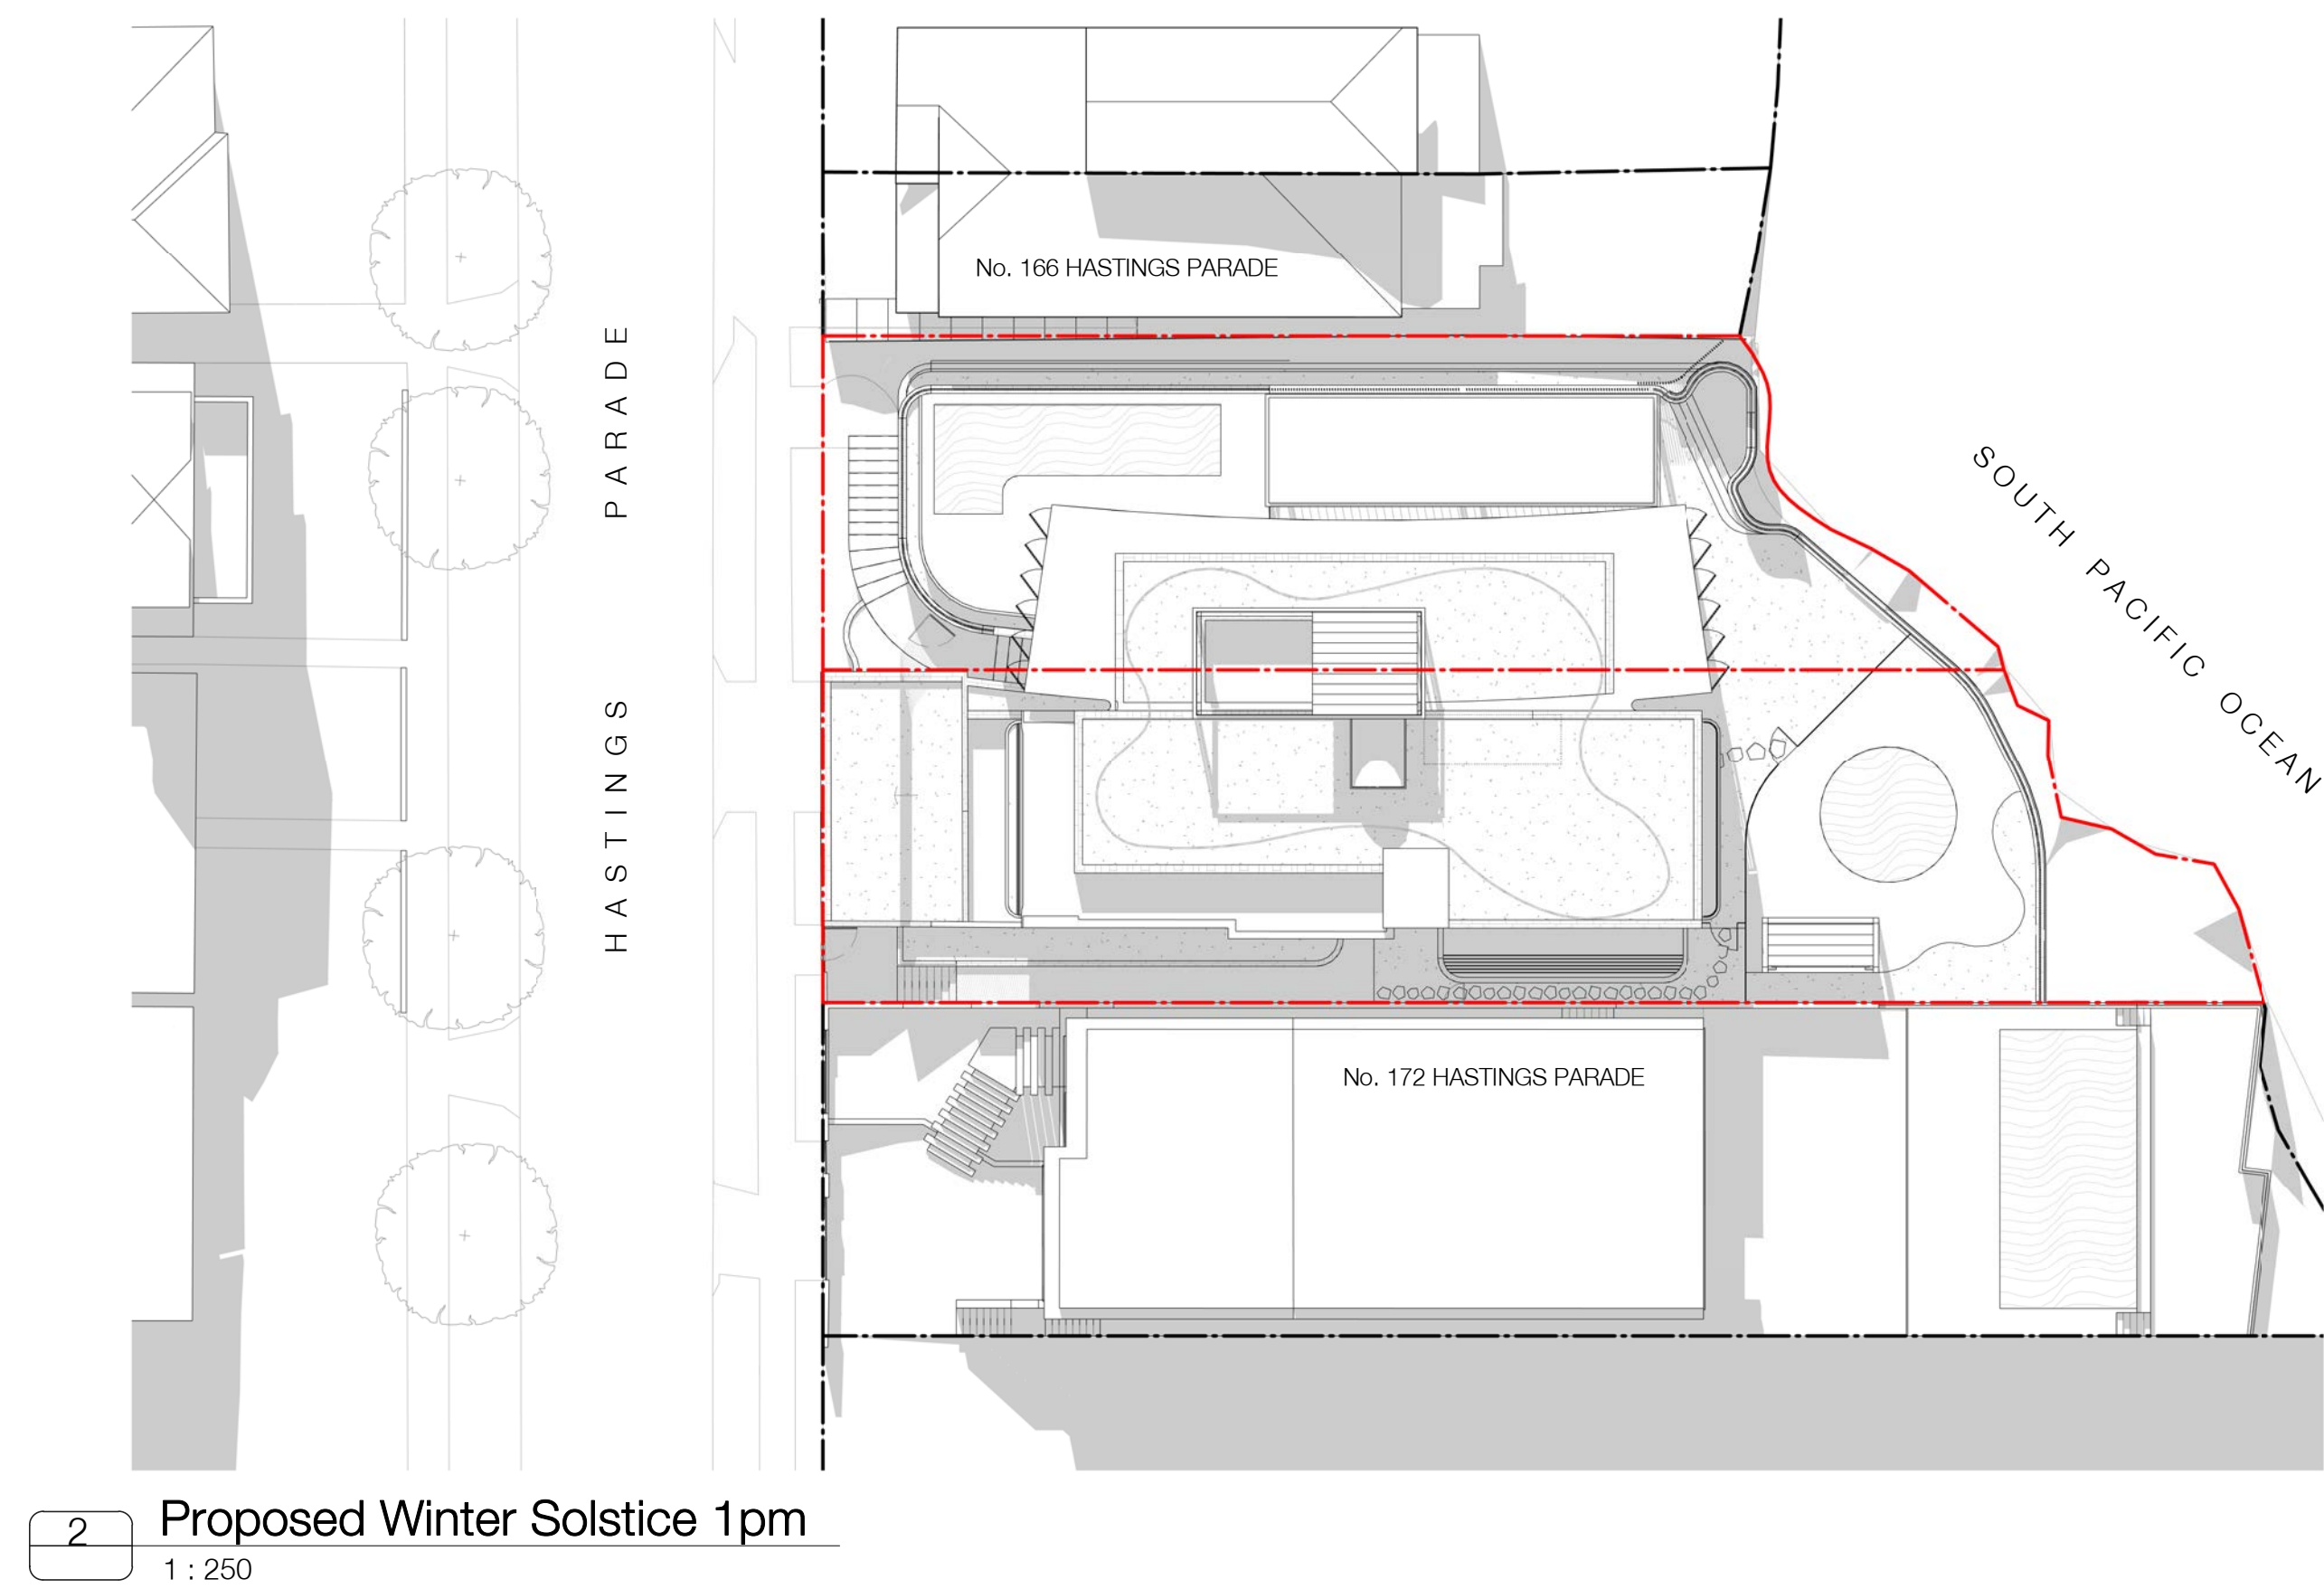 No. 166 HASTINGS PARADE
HASTINGS PARADE
SOUTH PACIFIC OCEAN
No. 172 HASTINGS PARADE
2
Proposed Winter Solstice 1pm
1 : 250